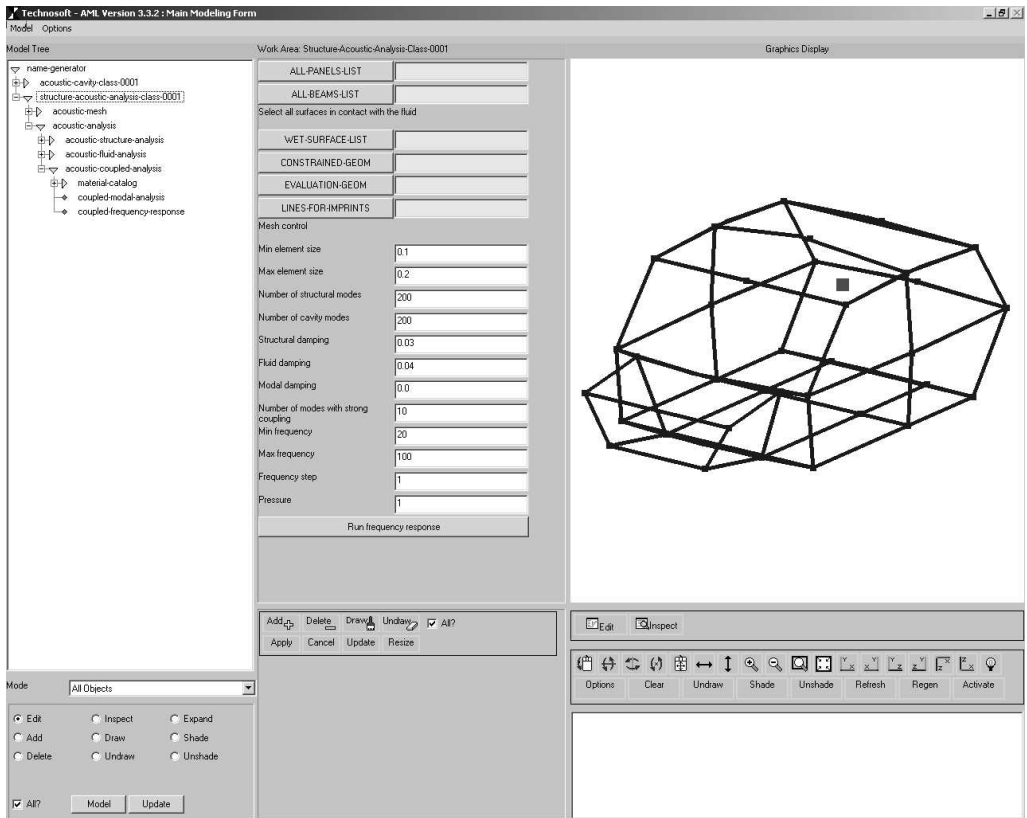 Technosoft - AML Version 3.3.2 : Main Modeling Form
Model Options
Model Tree
name-generator
acoustic-cavity-class-0001
structure-acoustic-analysis-class-0001
acoustic-mesh
acoustic-analysis
acoustic-structure-analysis
acoustic-fluid-analysis
acoustic-coupled-analysis
material-catalog
coupled-modal-analysis
coupled-frequency-response
Mode All Objects
Edit Inspect Expand
Add Draw Shade
Delete Undraw Unshade
All? Model Update
Work Area: Structure-Acoustic-Analysis-Class-0001
ALL-PANELS-LIST
ALL-BEAMS-LIST
Select all surfaces in contact with the fluid
WET-SURFACE-LIST
CONSTRAINED-GEOM
EVALUATION-GEOM
LINES-FOR-IMPRINTS
Mesh control
Min element size 0.1
Max element size 0.2
Number of structural modes 200
Number of cavity modes 200
Structural damping 0.03
Fluid damping 0.04
Modal damping 0.0
Number of modes with strong
coupling 10
Min frequency 20
Max frequency 100
Frequency step 1
Pressure 1
Run frequency response
Add Delete Draw Undraw All?
Apply Cancel Update Resize
Graphics Display
Edit Inspect
Y X X Y Y Z Z Y Z X Z X
Options Clear Undraw Shade Unshade Refresh Regen Activate